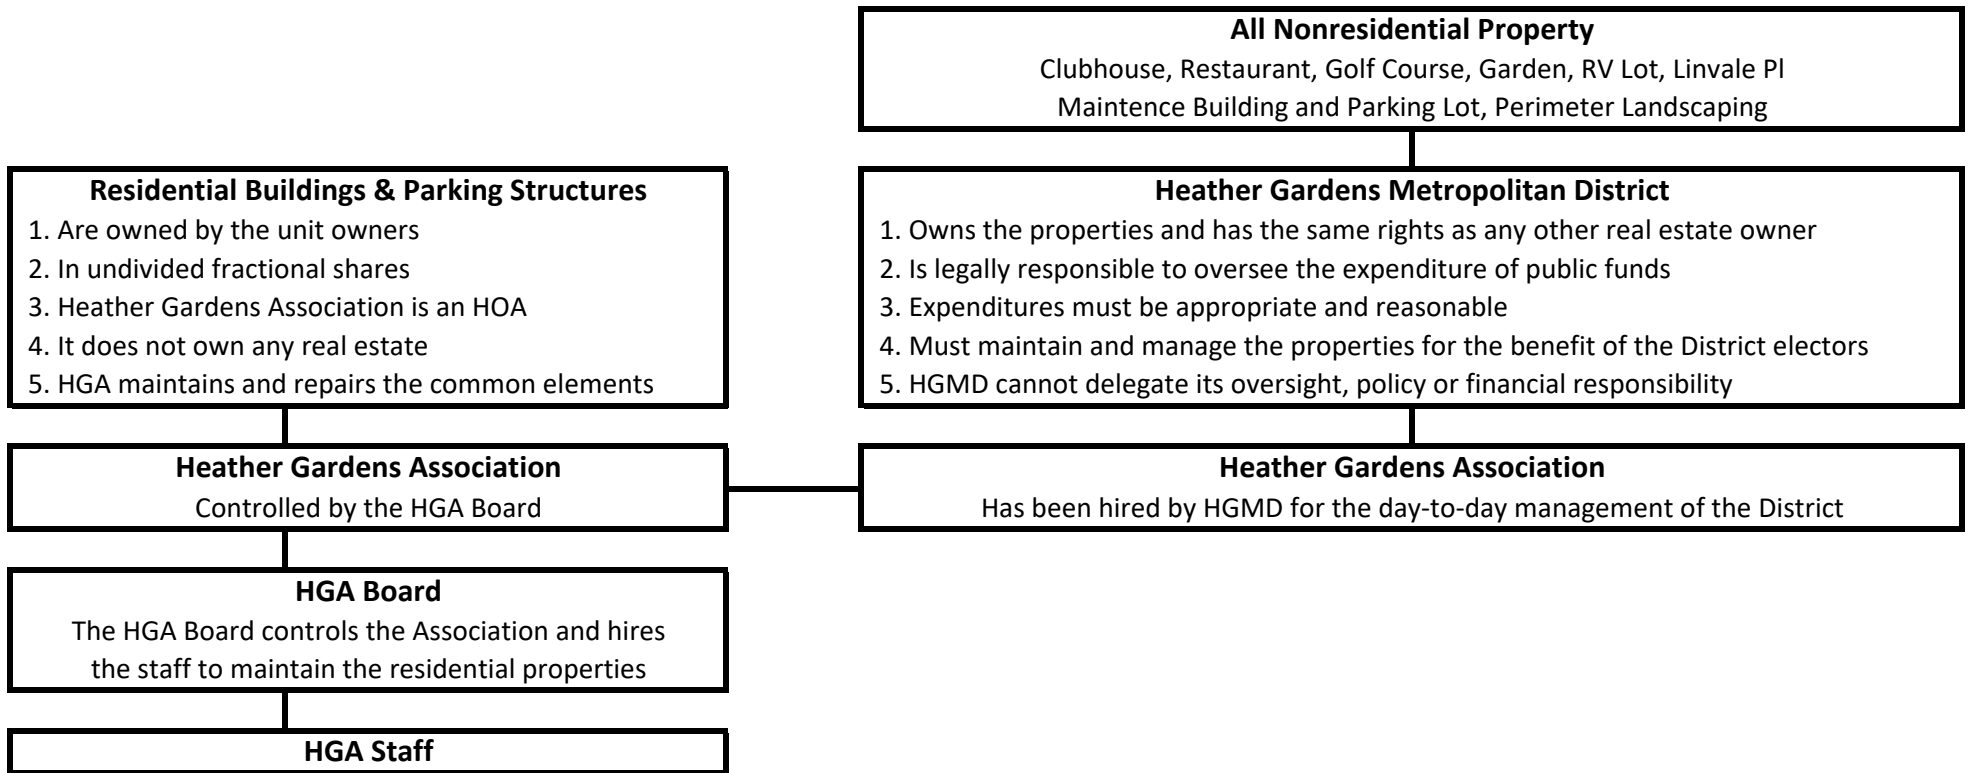 All Nonresidential Property
Clubhouse, Restaurant, Golf Course, Garden, RV Lot, Linvale Pl
Maintence Building and Parking Lot, Perimeter Landscaping
Residential Buildings & Parking Structures
1. Are owned by the unit owners
2. In undivided fractional shares
3. Heather Gardens Association is an HOA
4. It does not own any real estate
5. HGA maintains and repairs the common elements
Heather Gardens Metropolitan District
1. Owns the properties and has the same rights as any other real estate owner
2. Is legally responsible to oversee the expenditure of public funds
3. Expenditures must be appropriate and reasonable
4. Must maintain and manage the properties for the benefit of the District electors
5. HGMD cannot delegate its oversight, policy or financial responsibility
Heather Gardens Association
Controlled by the HGA Board
Heather Gardens Association
Has been hired by HGMD for the day-to-day management of the District
HGA Board
The HGA Board controls the Association and hires
the staff to maintain the residential properties
HGA Staff